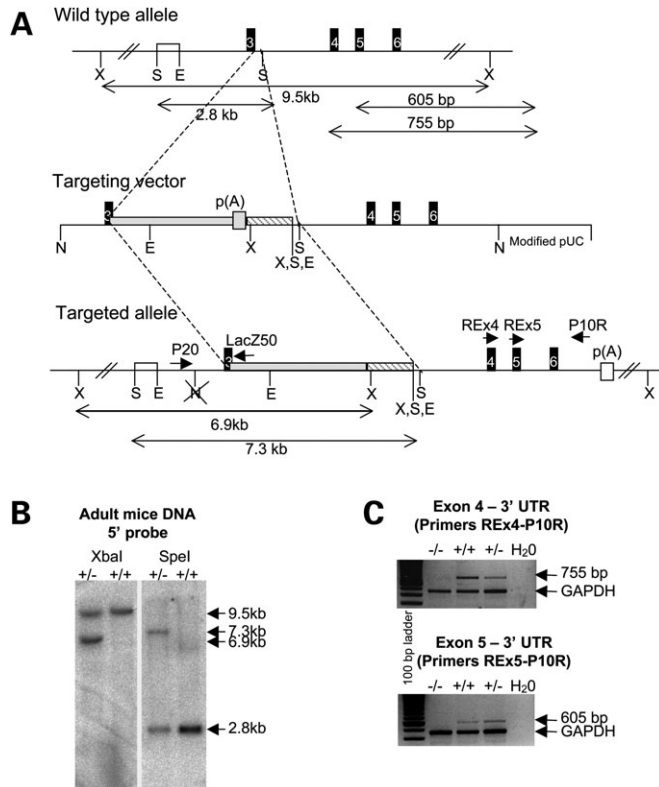 A
Wild type allele
3 4 5 6
X S E S X
9.5kb
2.8 kb 605 bp
755 bp
Targeting vector
p(A)
3 4 5 6
N E X S N Modified pUC
X,S,E
Targeted allele
P20 LacZ50 REx4 REx5 P10R
3 4 5 6 p(A)
X S E N E X S X
X,S,E
6.9kb
7.3 kb
B
Adult mice DNA
5' probe
XbaI SpeI
+/- +/+ +/- +/+
9.5kb
7.3kb
6.9kb
2.8kb
C
Exon 4 – 3' UTR
(Primers REx4-P10R)
-/- +/+ +/- H20
755 bp
GAPDH
100 bp ladder
Exon 5 – 3' UTR
(Primers REx5-P10R)
-/- +/+ +/- H20
605 bp
GAPDH